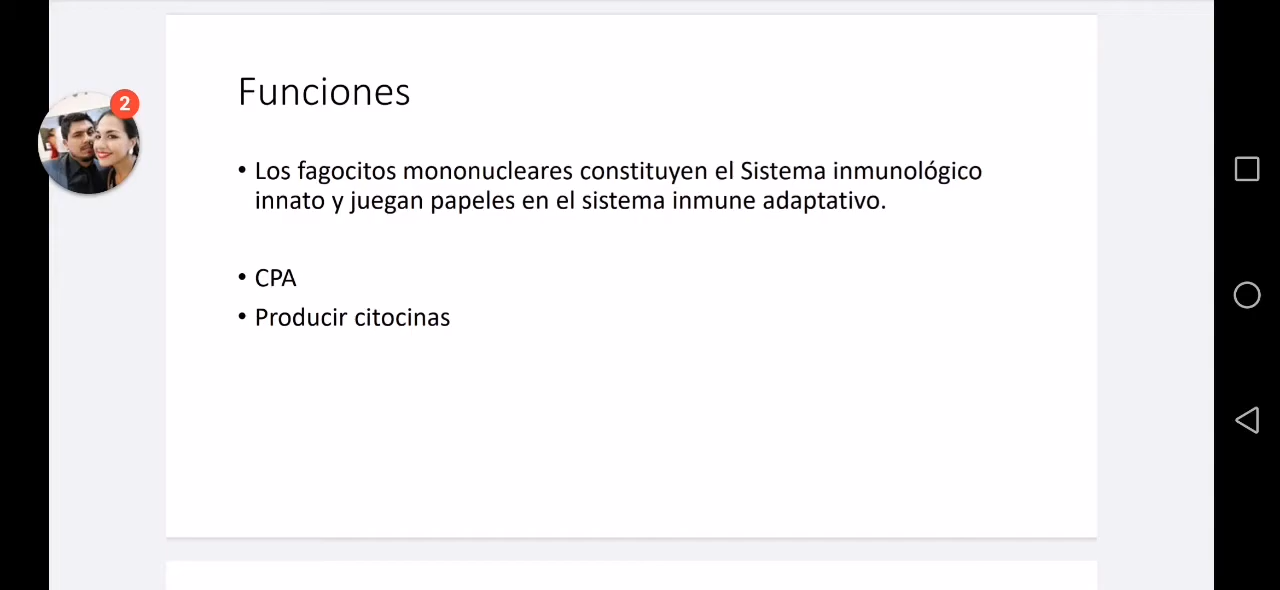 Funciones
2
• Los fagocitos mononucleares constituyen el Sistema inmunológico
innato y juegan papeles en el sistema inmune adaptativo.
• CPA
• Producir citocinas